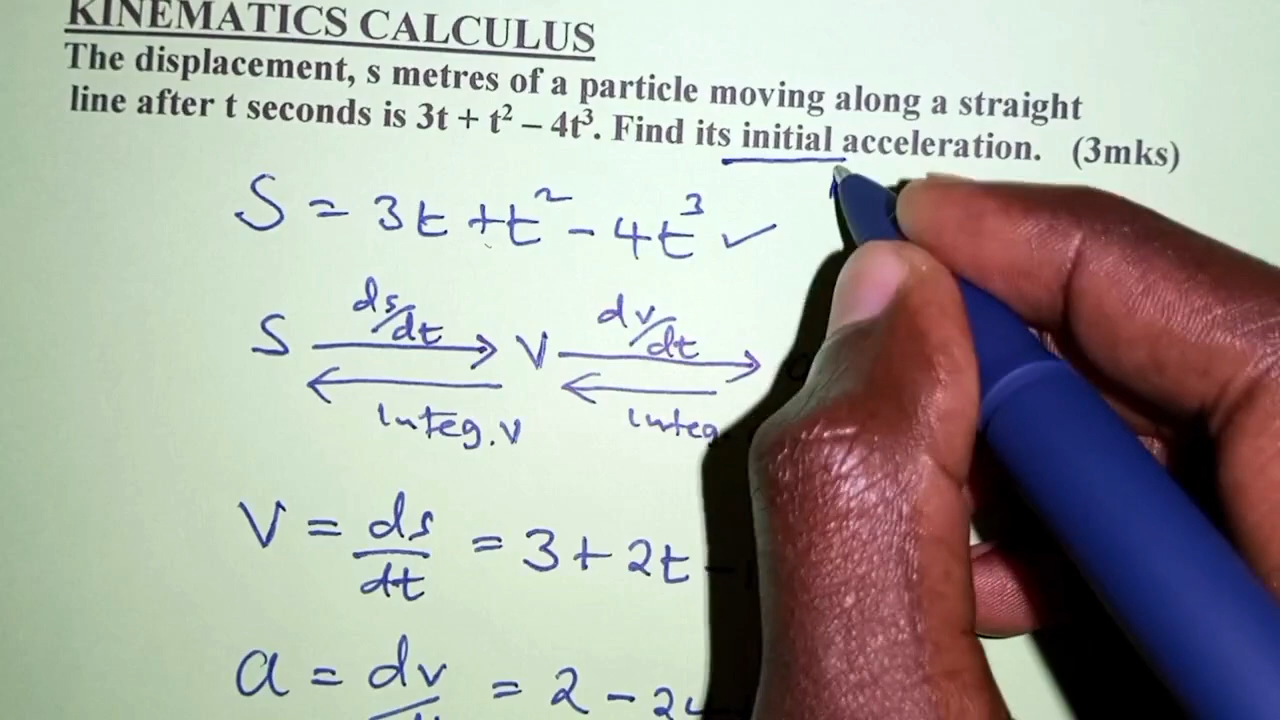 KINEMATICS CALCULUS
The displacement, s metres of a particle moving along a straight
line after t seconds is 3t + t² – 4t³. Find its initial acceleration. (3mks)
S = 3t + t² - 4t³ ✓
ds/dt dv/dt
S → V →
← ←
Integ. V Integ.
V = ds/dt = 3 + 2t -
a = dv = 2 - 24